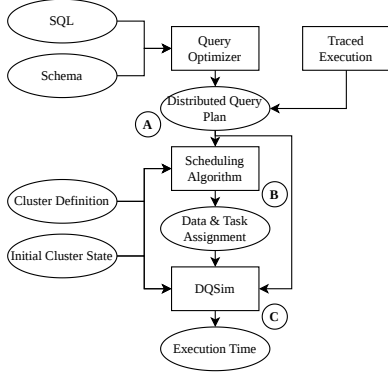 SQL
Query
Optimizer
Traced
Execution
Schema
Distributed Query
Plan
A
Scheduling
Algorithm
B
Cluster Definition
Data & Task
Assignment
Initial Cluster State
DQSim
C
Execution Time